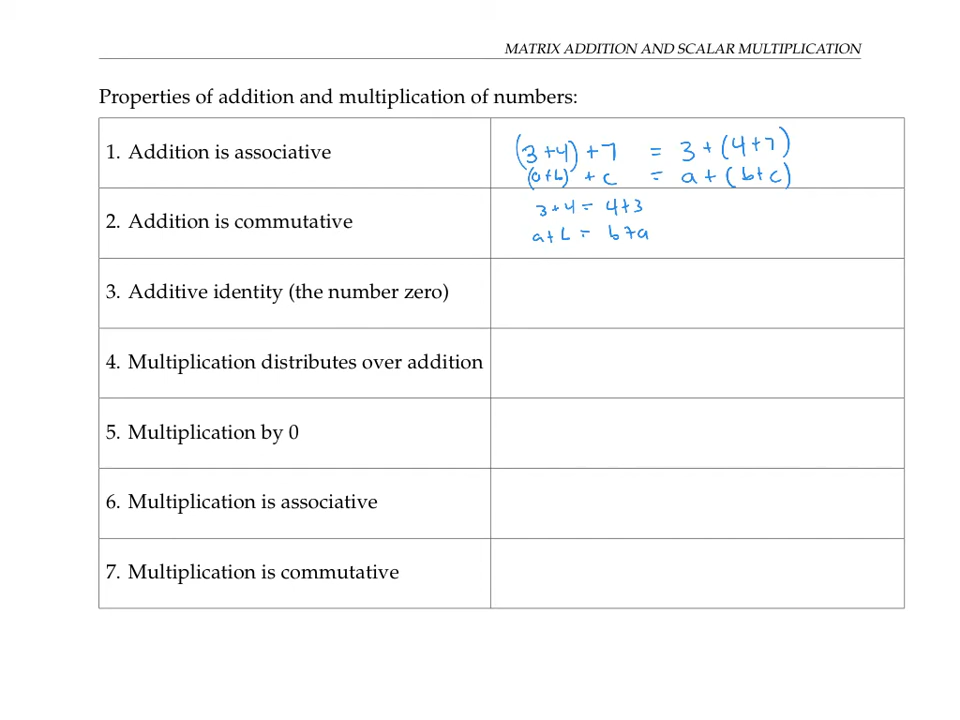 MATRIX ADDITION AND SCALAR MULTIPLICATION
Properties of addition and multiplication of numbers:
1. Addition is associative
(3+4)+7 = 3+(4+7)
(a+b)+c = a+(b+c)
2. Addition is commutative
3+4 = 4+3
a+b = b+a
3. Additive identity (the number zero)
4. Multiplication distributes over addition
5. Multiplication by 0
6. Multiplication is associative
7. Multiplication is commutative